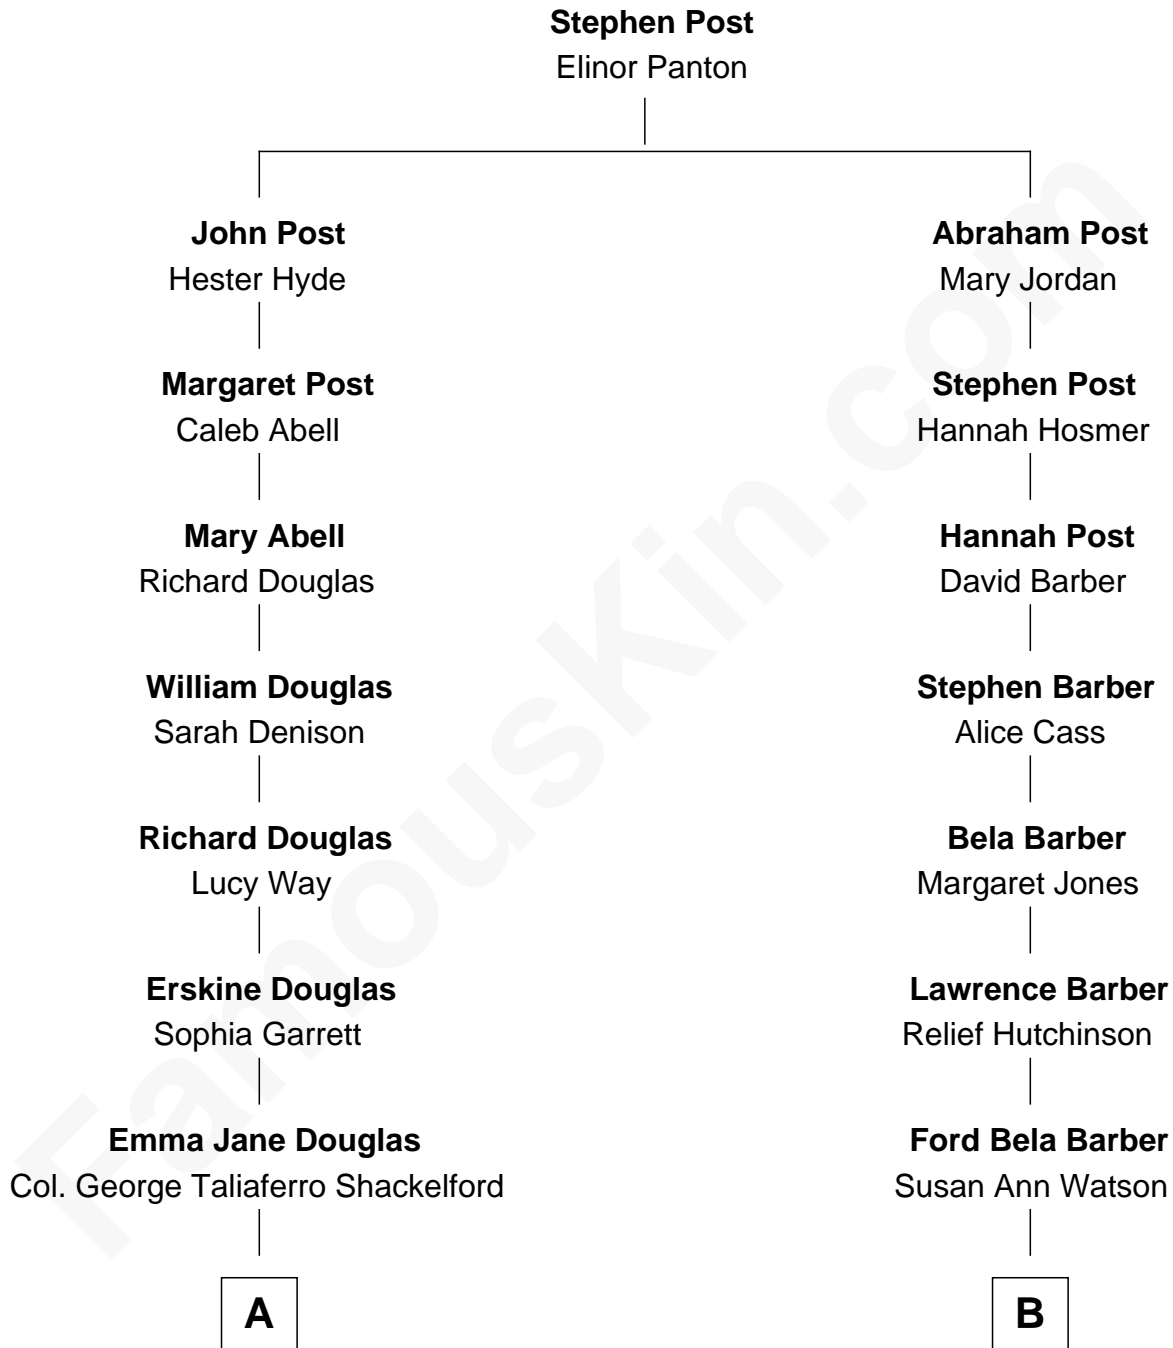 Stephen Post
Elinor Panton
John Post
Hester Hyde
Abraham Post
Mary Jordan
Margaret Post
Caleb Abell
Stephen Post
Hannah Hosmer
Mary Abell
Richard Douglas
Hannah Post
David Barber
William Douglas
Sarah Denison
Stephen Barber
Alice Cass
Richard Douglas
Lucy Way
Bela Barber
Margaret Jones
Erskine Douglas
Sophia Garrett
Lawrence Barber
Relief Hutchinson
Emma Jane Douglas
Col. George Taliaferro Shackelford
Ford Bela Barber
Susan Ann Watson
A
B
FamousKin.com